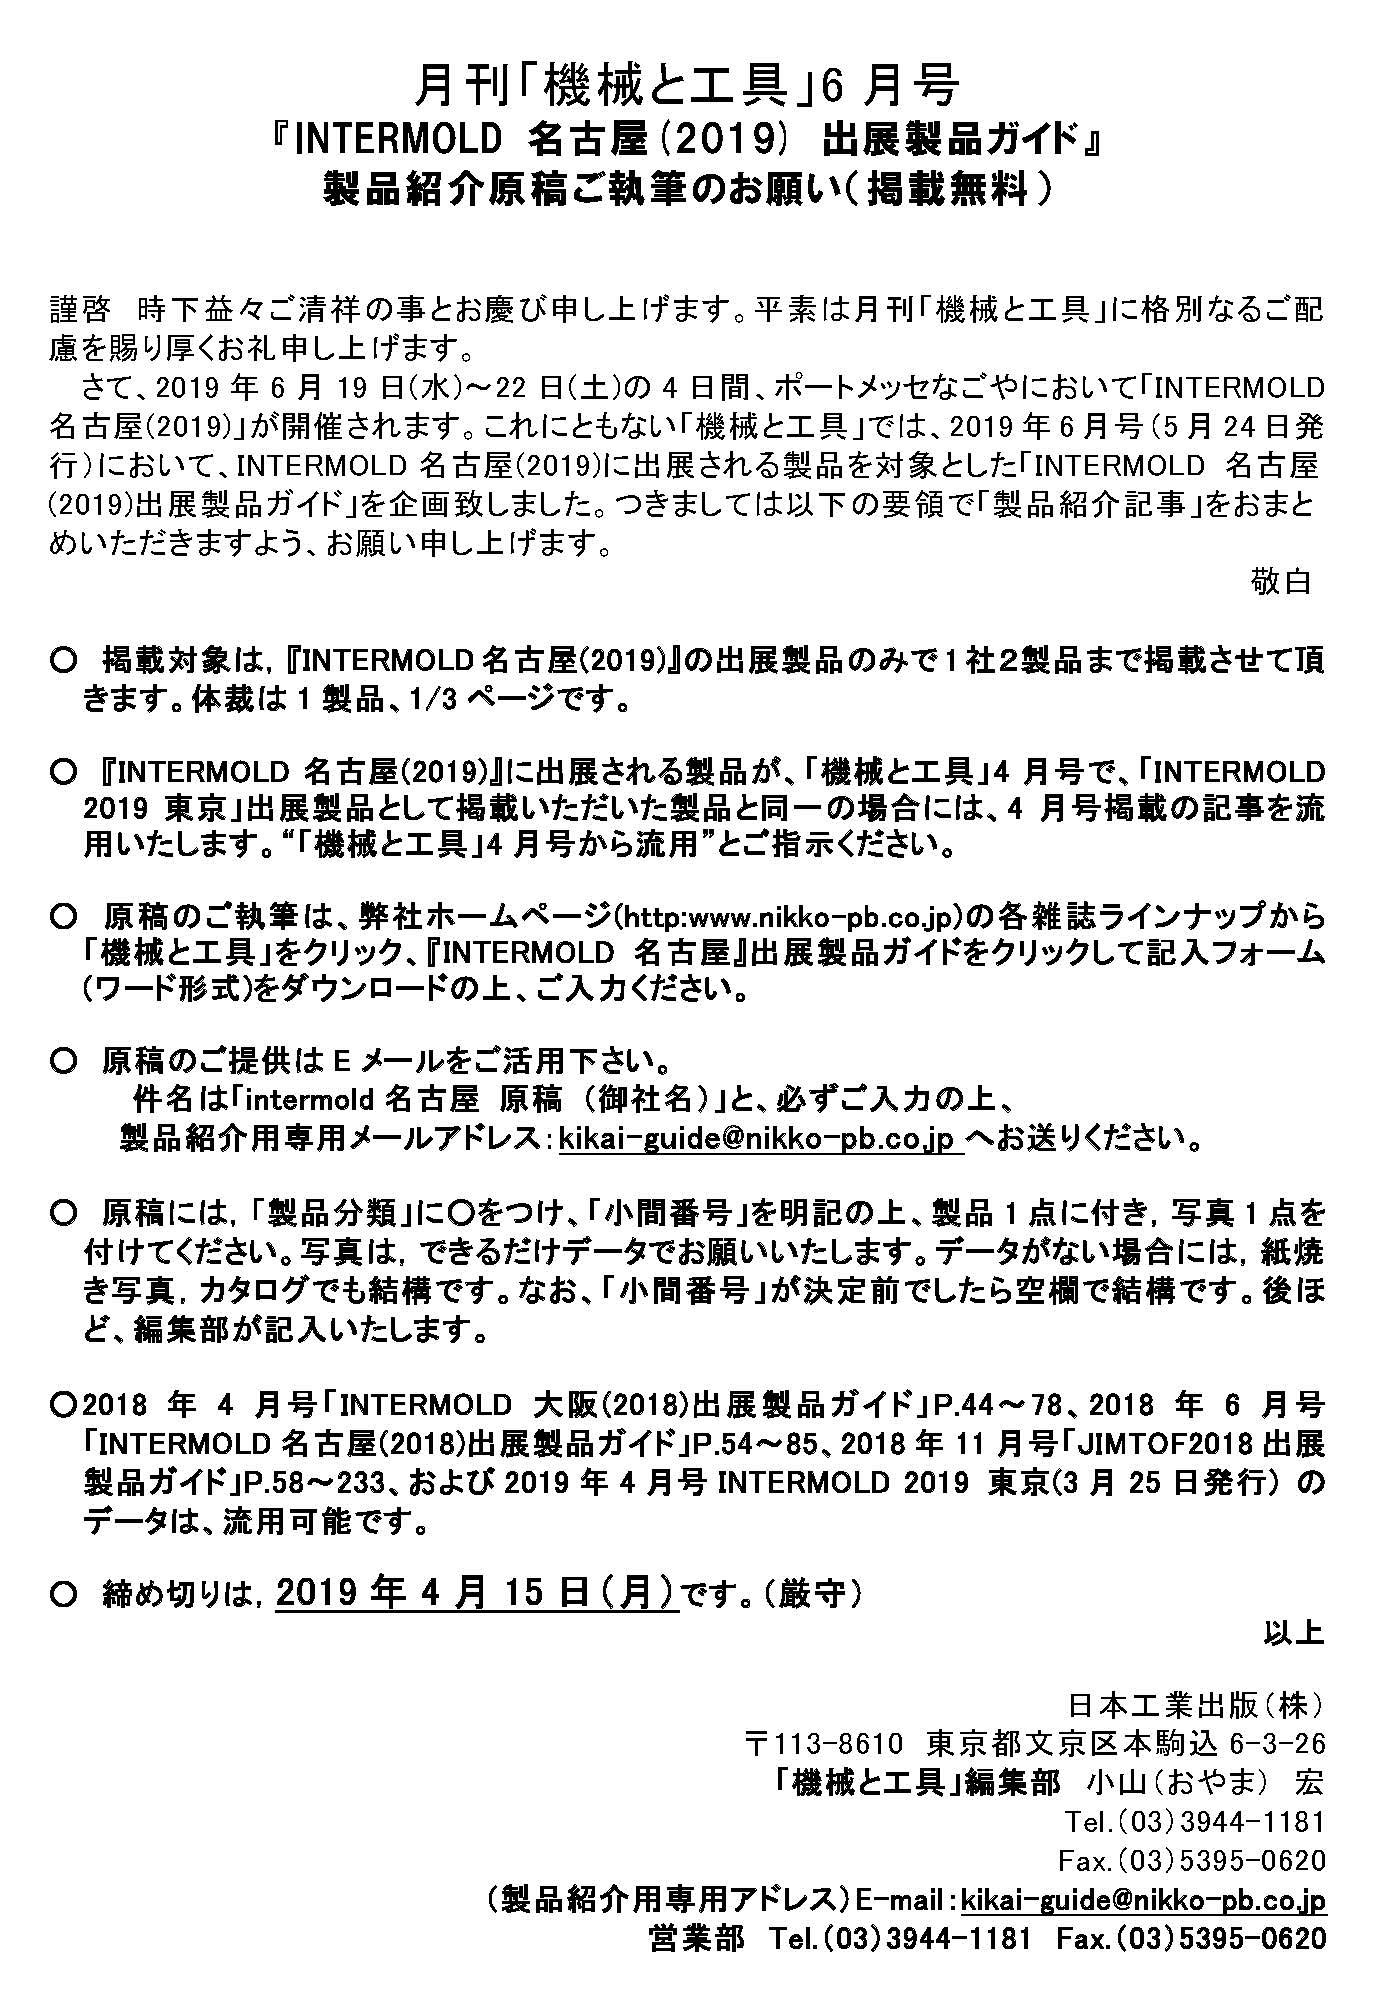 月刊「機械と工具」6 月号
『INTERMOLD 名古屋(2019) 出展製品ガイド』
製品紹介原稿ご執筆のお願い(掲載無料)
謹啓　時下益々ご清祥の事とお慶び申し上げます。平素は月刊「機械と工具」に格別なるご配
慮を賜り厚くお礼申し上げます。
さて、2019 年 6 月 19 日(水)～22 日(土)の 4 日間、ポートメッセなごやにおいて「INTERMOLD
名古屋(2019)」が開催されます。これにともない「機械と工具」では、2019 年 6 月号(5 月 24 日発
行)において、INTERMOLD 名古屋(2019)に出展される製品を対象とした「INTERMOLD 名古屋
(2019)出展製品ガイド」を企画致しました。つきましては以下の要領で「製品紹介記事」をおまと
めいただきますよう、お願い申し上げます。
敬白
○　掲載対象は，『INTERMOLD 名古屋(2019)』の出展製品のみで 1 社２製品まで掲載させて頂
きます。体裁は 1 製品、1/3 ページです。
○　『INTERMOLD 名古屋(2019)』に出展される製品が、「機械と工具」4 月号で、「INTERMOLD
2019 東京」出展製品として掲載いただいた製品と同一の場合には、4 月号掲載の記事を流
用いたします。“「機械と工具」4 月号から流用”とご指示ください。
○　原稿のご執筆は、弊社ホームページ(http:www.nikko-pb.co.jp)の各雑誌ラインナップから
「機械と工具」をクリック、『INTERMOLD 名古屋』出展製品ガイドをクリックして記入フォーム
(ワード形式)をダウンロードの上、ご入力ください。
○　原稿のご提供は E メールをご活用下さい。
件名は「intermold 名古屋　原稿　(御社名)」と、必ずご入力の上、
製品紹介用専用メールアドレス：kikai-guide@nikko-pb.co.jp へお送りください。
○　原稿には，「製品分類」に○をつけ、「小間番号」を明記の上、製品 1 点に付き，写真 1 点を
付けてください。写真は，できるだけデータでお願いいたします。データがない場合には，紙焼
き写真，カタログでも結構です。なお、「小間番号」が決定前でしたら空欄で結構です。後ほ
ど、編集部が記入いたします。
○2018 年 4 月号「INTERMOLD 大阪(2018)出展製品ガイド」P.44～78、2018 年 6 月号
「INTERMOLD 名古屋(2018)出展製品ガイド」P.54～85、2018 年 11 月号「JIMTOF2018 出展
製品ガイド」P.58～233、および 2019 年 4 月号 INTERMOLD 2019 東京(3 月 25 日発行) の
データは、流用可能です。
○　締め切りは，2019 年 4 月 15 日(月)です。(厳守)
以上
日本工業出版(株)
〒113-8610　東京都文京区本駒込 6-3-26
「機械と工具」編集部　小山(おやま)　宏
Tel.(03)3944-1181
Fax.(03)5395-0620
(製品紹介用専用アドレス)E-mail：kikai-guide@nikko-pb.co.jp
営業部　Tel.(03)3944-1181　Fax.(03)5395-0620